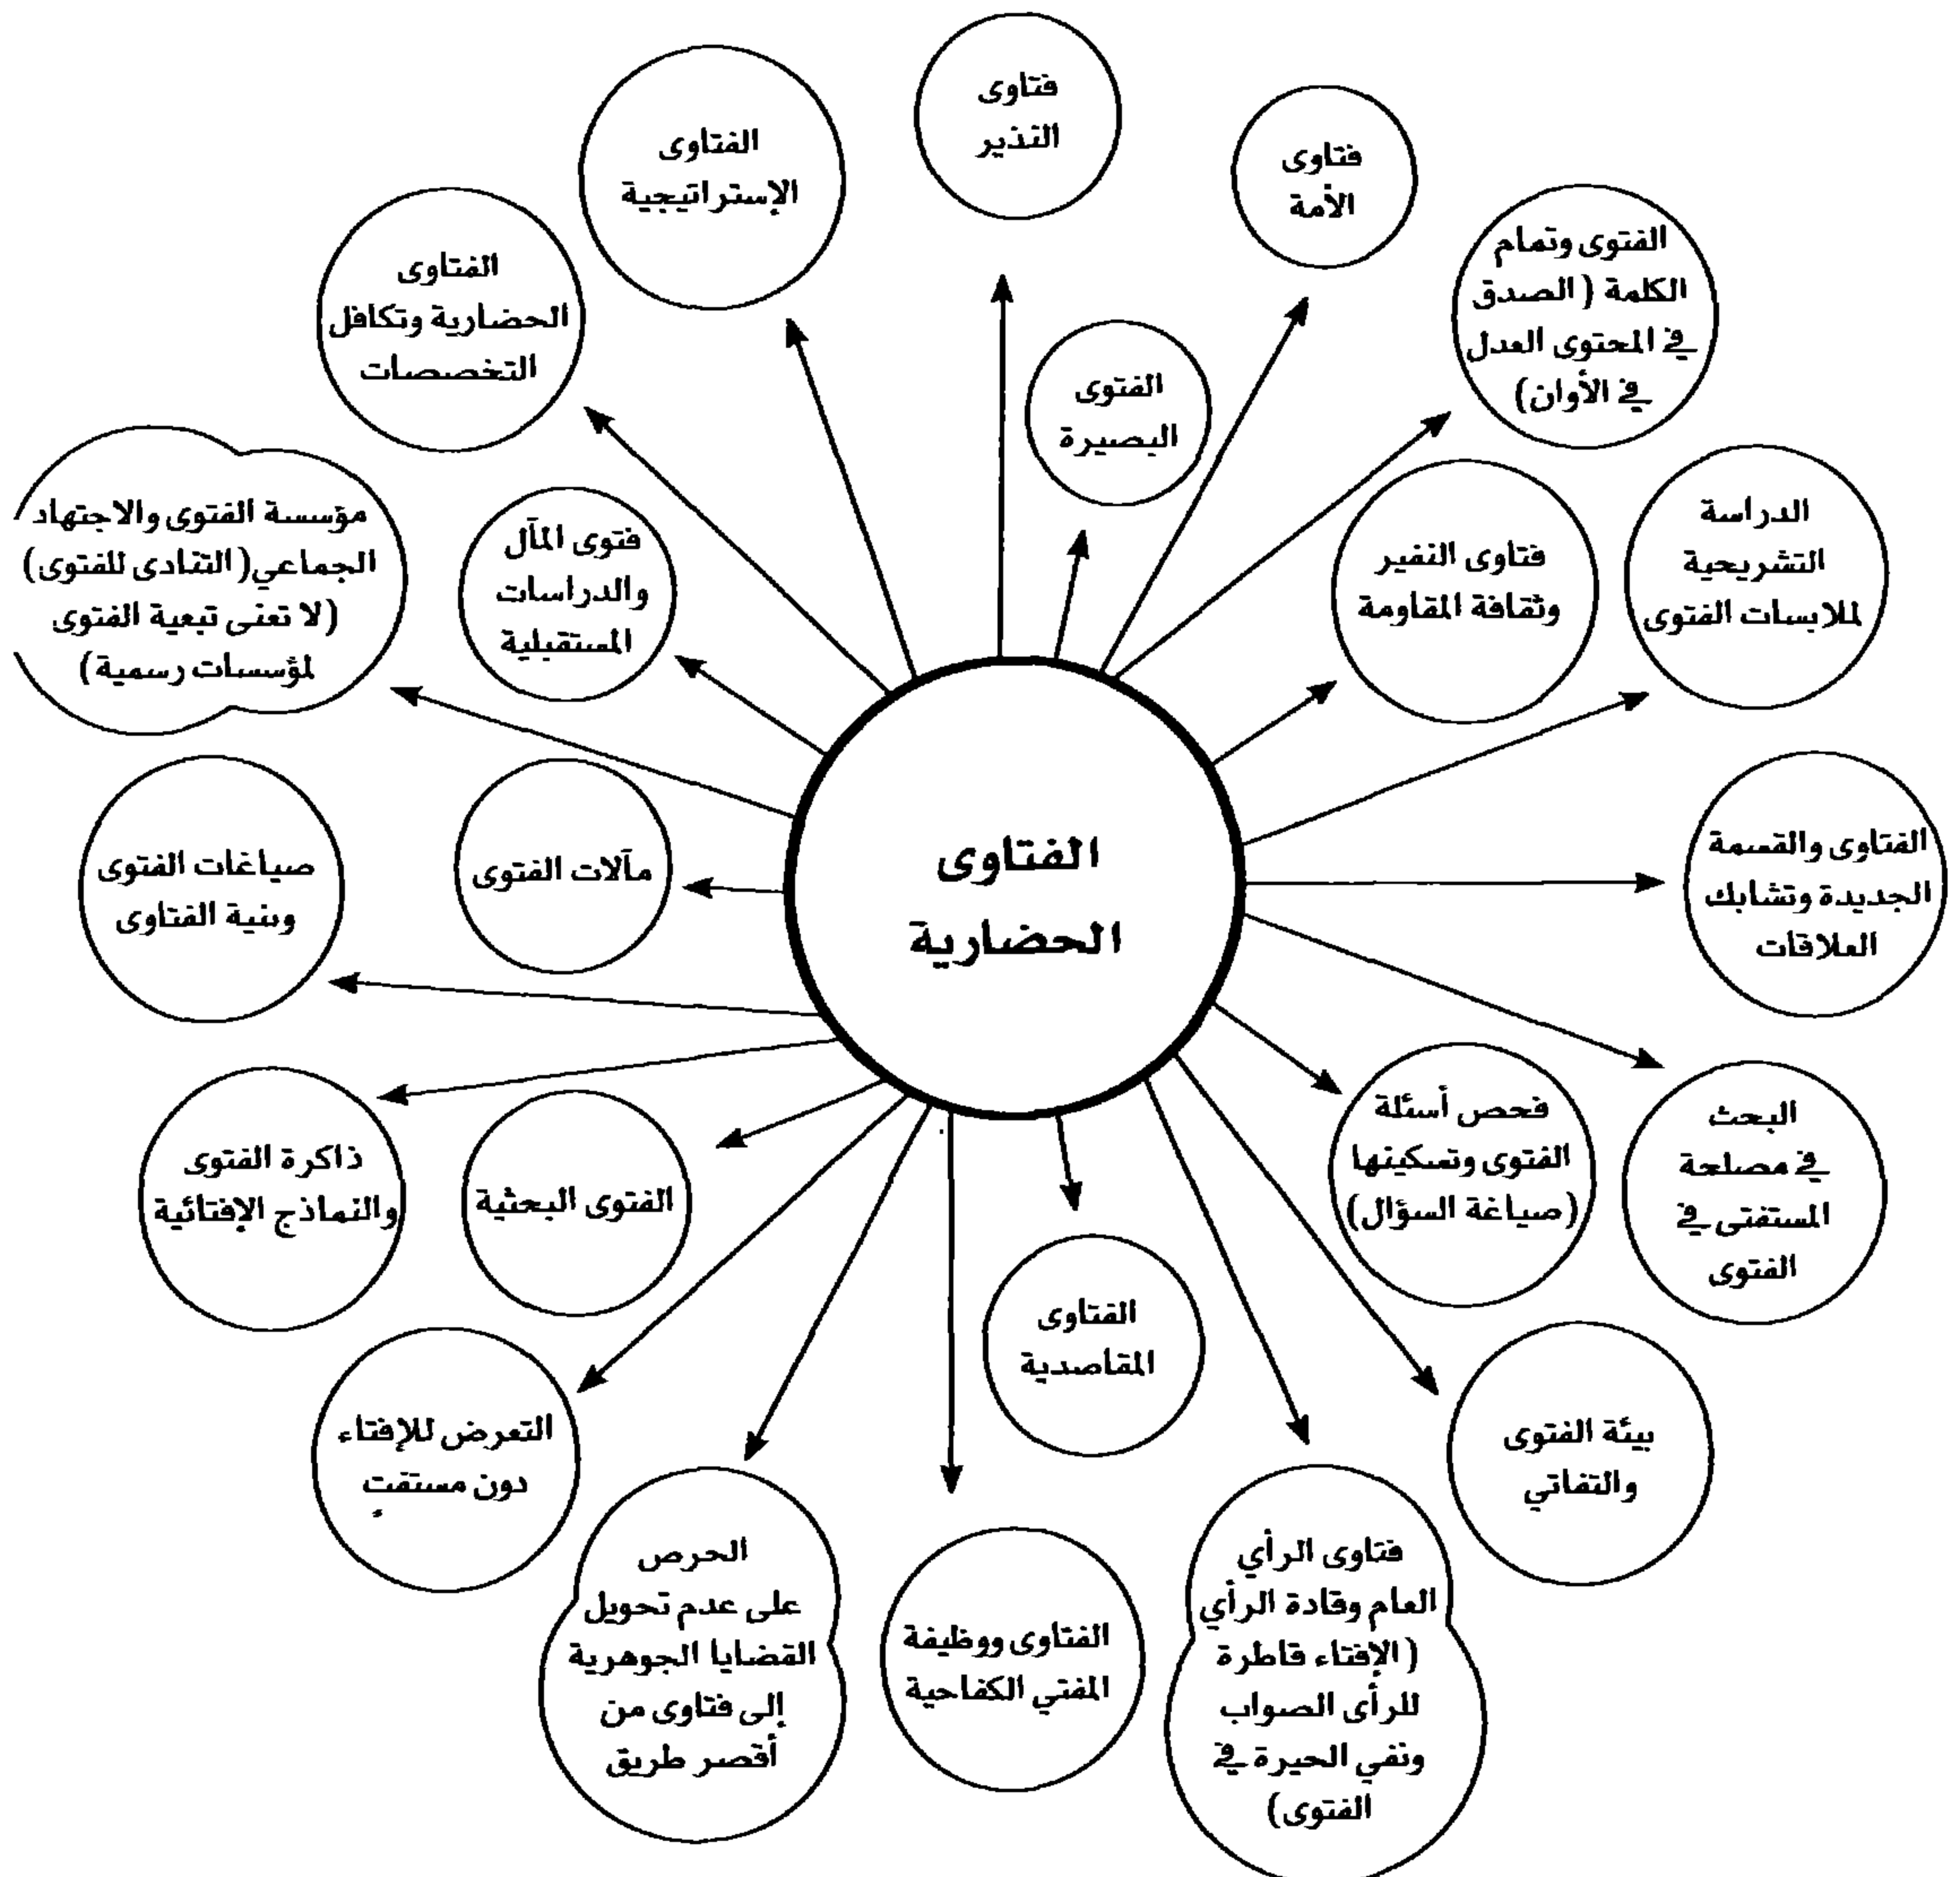 فتاوى
النذير
فتاوى
الأمة
الفتاوى
الإستراتيجية
الفتوى وتمام
الكلمة (الصدق
في المحتوى العدل
في الأوان)
الفتاوى
الحضارية وتكافل
التخصصات
الفتوى
البصيرة
الدراسة
التشريحية
لملابسات الفتوى
فتاوى النفير
وثقافة المقاومة
فتوى المآل
والدراسات
المستقبلية
مؤسسة الفتوى والاجتهاد
الجماعي(التنادى للفتوى)
(لا تعنى تبعية الفتوى
لمؤسسات رسمية)
الفتاوى والقسمة
الجديدة وتشابك
العلاقات
الفتاوى
الحضارية
مآلات الفتوى
صياغات الفتوى
وبنية الفتاوى
البحث
في مصلحة
المستفتى في
الفتوى
فحص أسئلة
الفتوى وتسكينها
(صياغة السؤال)
الفتوى البحثية
ذاكرة الفتوى
والنماذج الإفتائية
الفتاوى
المقاصدية
بيئة الفتوى
والتفاتي
التعرض للإفتاء
دون مستفتٍ
فتاوى الرأي
العام وقادة الرأي
(الإفتاء قاطرة
للرأى الصواب
ونفي الحيرة في
الفتوى)
الفتاوى ووظيفة
المفتي الكفاحية
الحرص
على عدم تحويل
القضايا الجوهرية
إلى فتاوى من
أقصر طريق